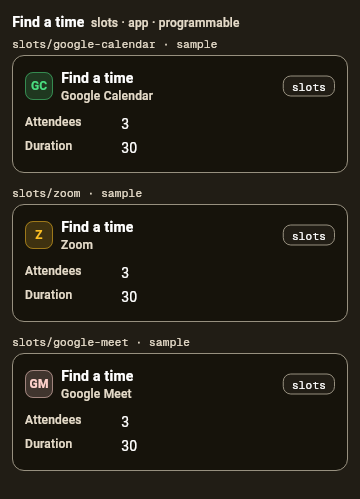 Find a time slots · app · programmable
slots/google-calendar · sample
GC Find a time slots
Google Calendar
Attendees 3
Duration 30
slots/zoom · sample
Z Find a time slots
Zoom
Attendees 3
Duration 30
slots/google-meet · sample
GM Find a time slots
Google Meet
Attendees 3
Duration 30